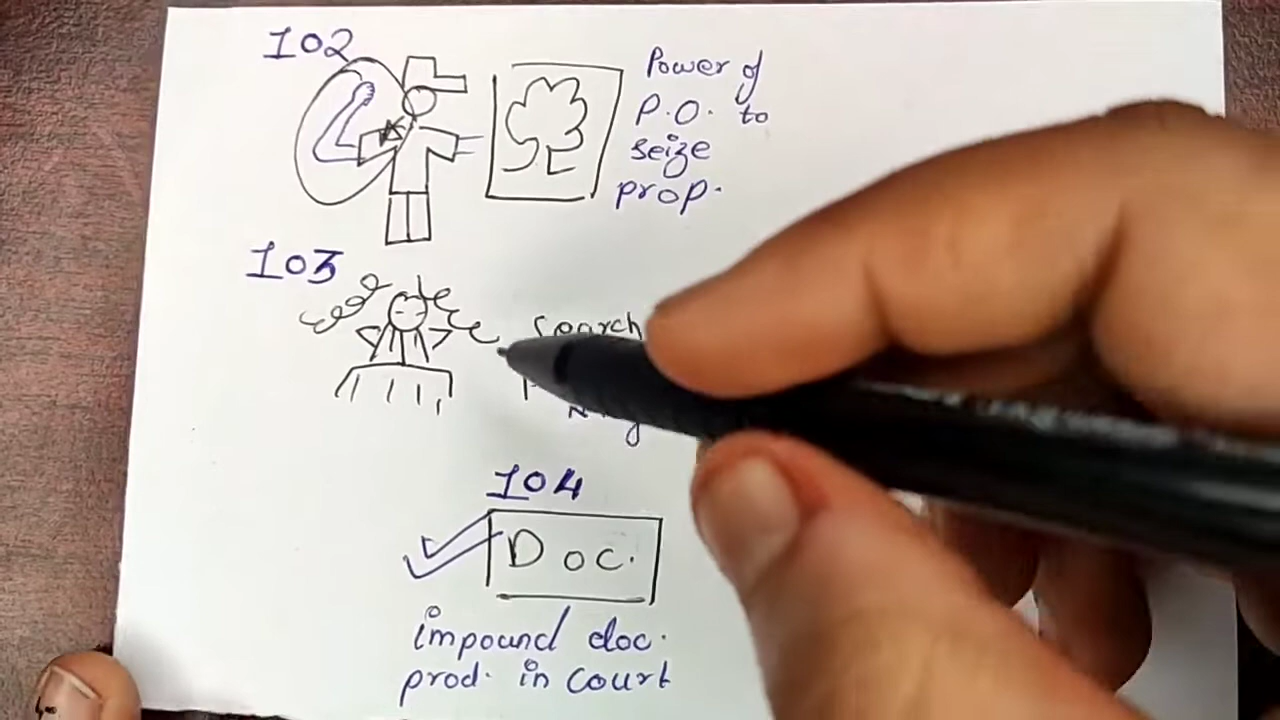 102
Power of
P.O. to
seize
prop.
103
Search
104
Doc.
impound doc.
prod. in court